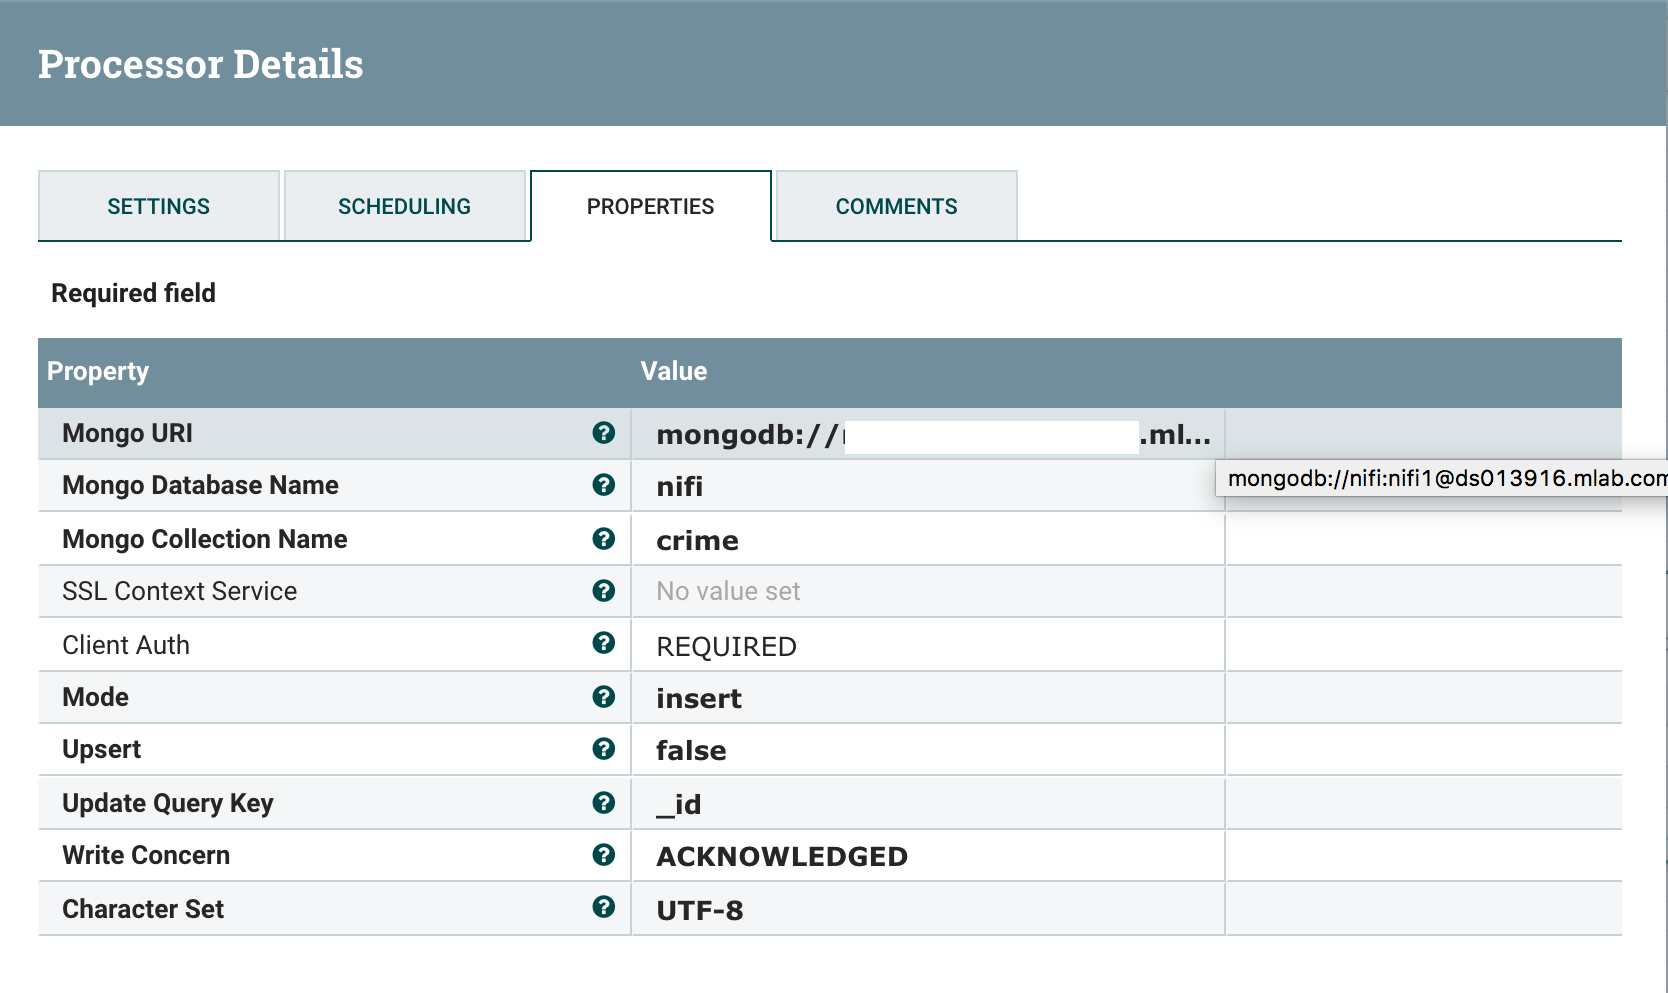 Processor Details
SETTINGS SCHEDULING PROPERTIES COMMENTS
Required field
Property Value
Mongo URI ? mongodb:// .ml...
mongodb://nifi:nifi1@ds013916.mlab.com
Mongo Database Name ? nifi
Mongo Collection Name ? crime
SSL Context Service ? No value set
Client Auth ? REQUIRED
Mode ? insert
Upsert ? false
Update Query Key ? _id
Write Concern ? ACKNOWLEDGED
Character Set ? UTF-8